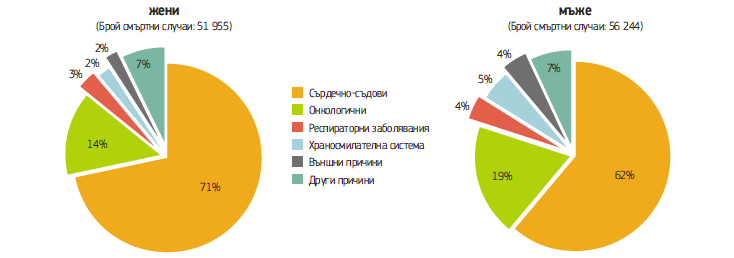 жени
(Брой смъртни случаи: 51 955)
2%
2%
3%
7%
14%
71%
Сърдечно-съдови
Онкологични
Респираторни заболявания
Храносмилателна система
Външни причини
Други причини
мъже
(Брой смъртни случаи: 56 244)
4%
5%
4%
7%
19%
62%